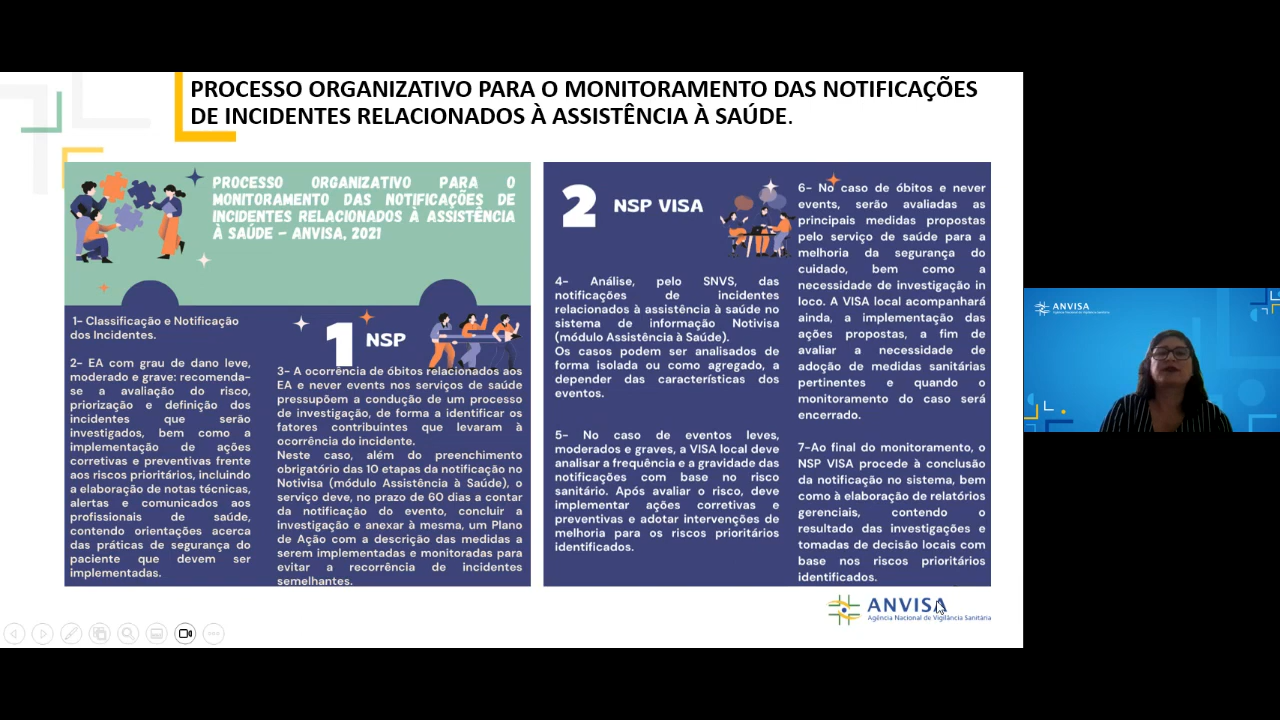 PROCESSO ORGANIZATIVO PARA O MONITORAMENTO DAS NOTIFICAÇÕES
DE INCIDENTES RELACIONADOS À ASSISTÊNCIA À SAÚDE.
PROCESSO ORGANIZATIVO PARA O
MONITORAMENTO DAS NOTIFICAÇÕES DE
INCIDENTES RELACIONADOS À ASSISTÊNCIA
À SAÚDE – ANVISA, 2021
1- Classificação e Notificação
dos Incidentes.
2- EA com grau de dano leve,
moderado e grave: recomenda-
se a avaliação do risco,
priorização e definição dos
incidentes que serão
investigados, bem como a
implementação de ações
corretivas e preventivas frente
aos riscos prioritários, incluindo
a elaboração de notas técnicas,
alertas e comunicados aos
profissionais de saúde,
contendo orientações acerca
das práticas de segurança do
paciente que devem ser
implementadas.
1 NSP
3- A ocorrência de óbitos relacionados aos
EA e never events nos serviços de saúde
pressupõem a condução de um processo
de investigação, de forma a identificar os
fatores contribuintes que levaram à
ocorrência do incidente.
Neste caso, além do preenchimento
obrigatório das 10 etapas da notificação no
Notivisa (módulo Assistência à Saúde), o
serviço deve, no prazo de 60 dias a contar
da notificação do evento, concluir a
investigação e anexar à mesma, um Plano
de Ação com a descrição das medidas a
serem implementadas e monitoradas para
evitar a recorrência de incidentes
semelhantes.
2 NSP VISA
4- Análise, pelo SNVS, das
notificações de incidentes
relacionados à assistência à saúde no
sistema de informação Notivisa
(módulo Assistência à Saúde).
Os casos podem ser analisados de
forma isolada ou como agregado, a
depender das características dos
eventos.
5- No caso de eventos leves,
moderados e graves, a VISA local deve
analisar a frequência e a gravidade das
notificações com base no risco
sanitário. Após avaliar o risco, deve
implementar ações corretivas e
preventivas e adotar intervenções de
melhoria para os riscos prioritários
identificados.
6- No caso de óbitos e never
events, serão avaliadas as
principais medidas propostas
pelo serviço de saúde para a
melhoria da segurança do
cuidado, bem como a
necessidade de investigação in
loco. A VISA local acompanhará
ainda, a implementação das
ações propostas, a fim de
avaliar a necessidade de
adoção de medidas sanitárias
pertinentes e quando o
monitoramento do caso será
encerrado.
7-Ao final do monitoramento, o
NSP VISA procede à conclusão
da notificação no sistema, bem
como à elaboração de relatórios
gerenciais, contendo o
resultado das investigações e
tomadas de decisão locais com
base nos riscos prioritários
identificados.
ANVISA
Agência Nacional de Vigilância Sanitária
ANVISA
Agência Nacional de Vigilância Sanitária